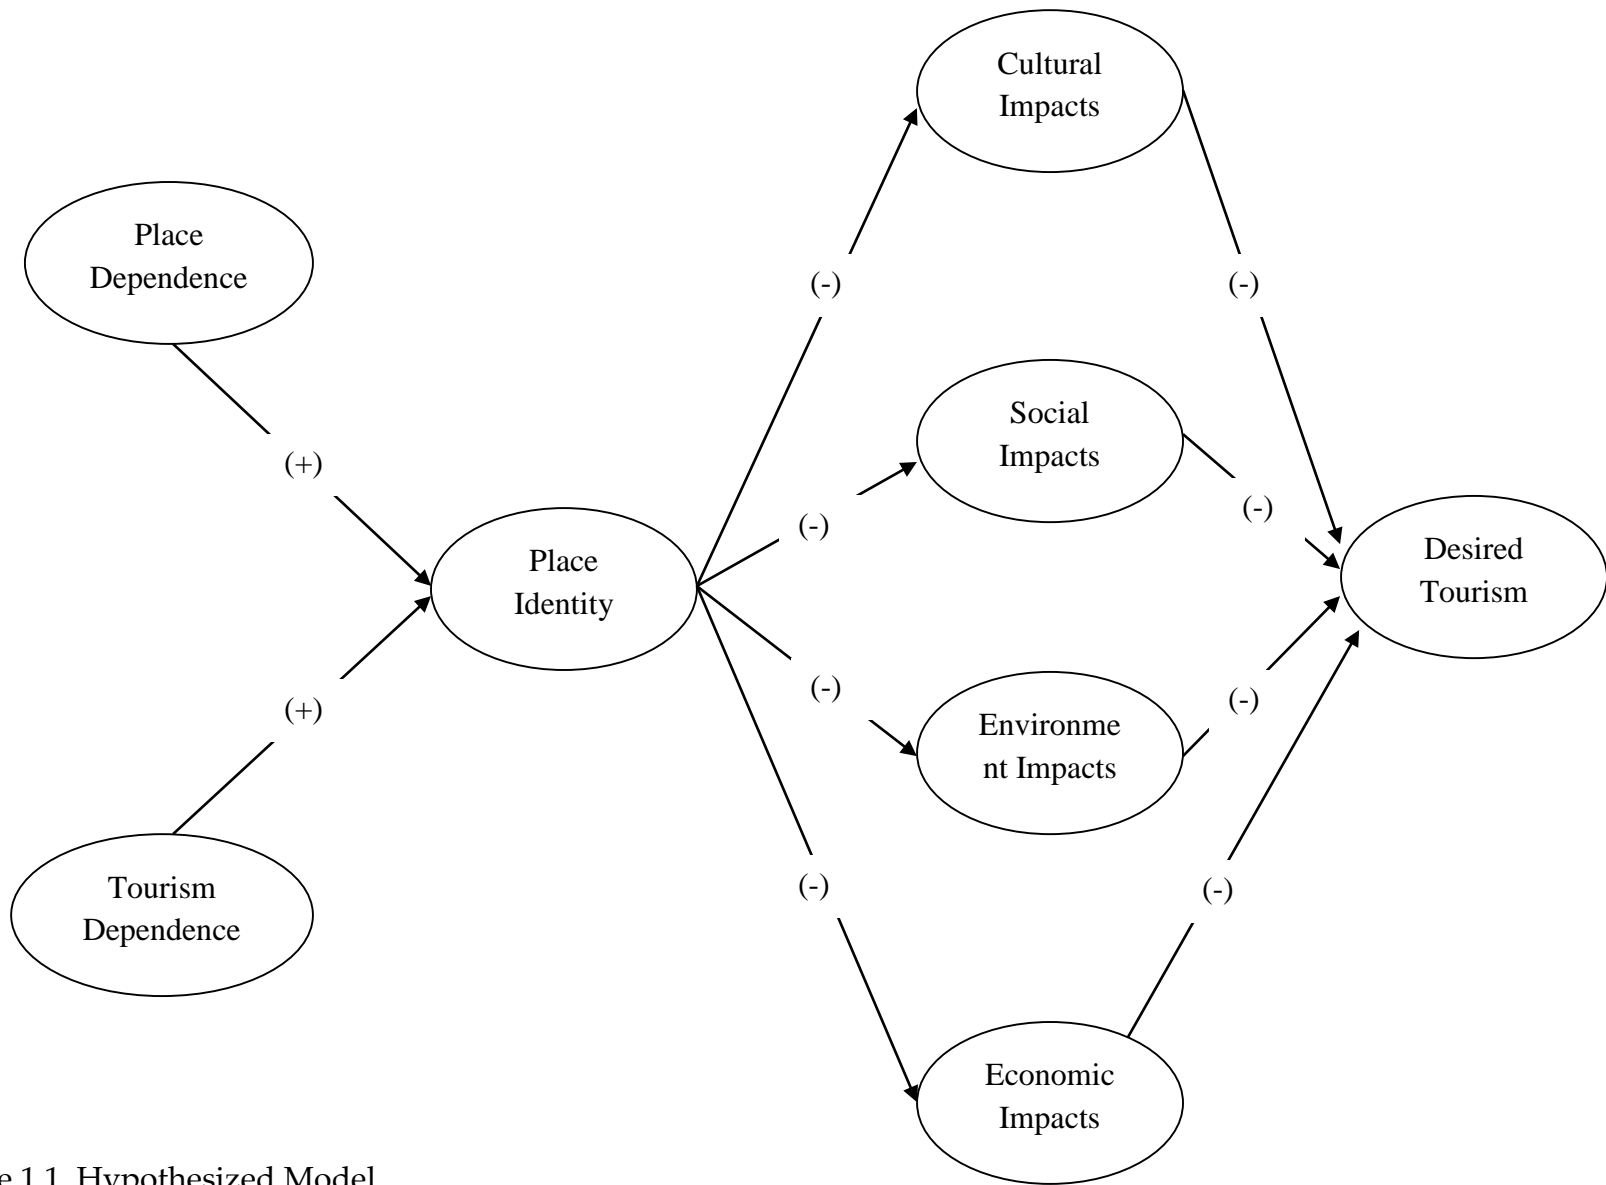 Cultural
Impacts
Place
Dependence
(-)
(-)
Social
Impacts
(+)
(-)
(-)
Place
Identity
Desired
Tourism
(-)
(-)
(+)
Environme
nt Impacts
Tourism
Dependence
(-)
(-)
Economic
Impacts
e 1.1. Hypothesized Model